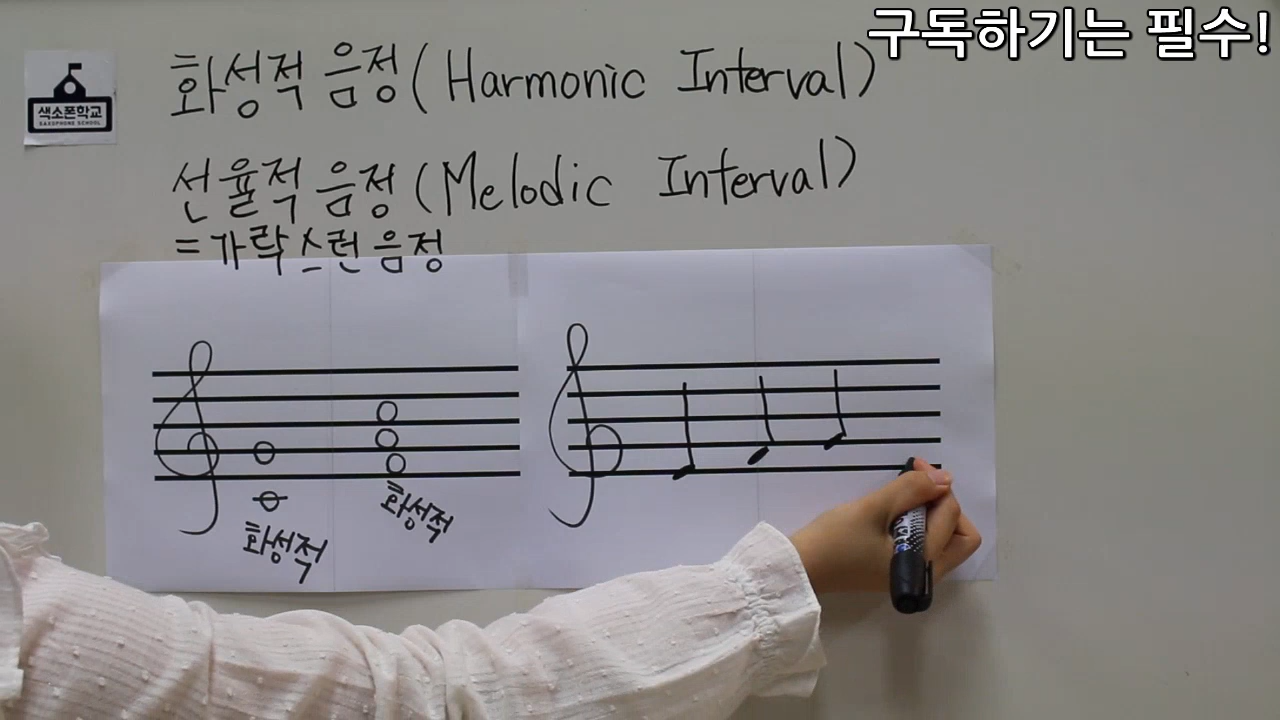 구독하기는 필수!
색소폰학교
SAXOPHONE SCHOOL
화성적 음정(Harmonic Interval)
선율적 음정(Melodic Interval)
=가락스런 음정
화성적
화성적